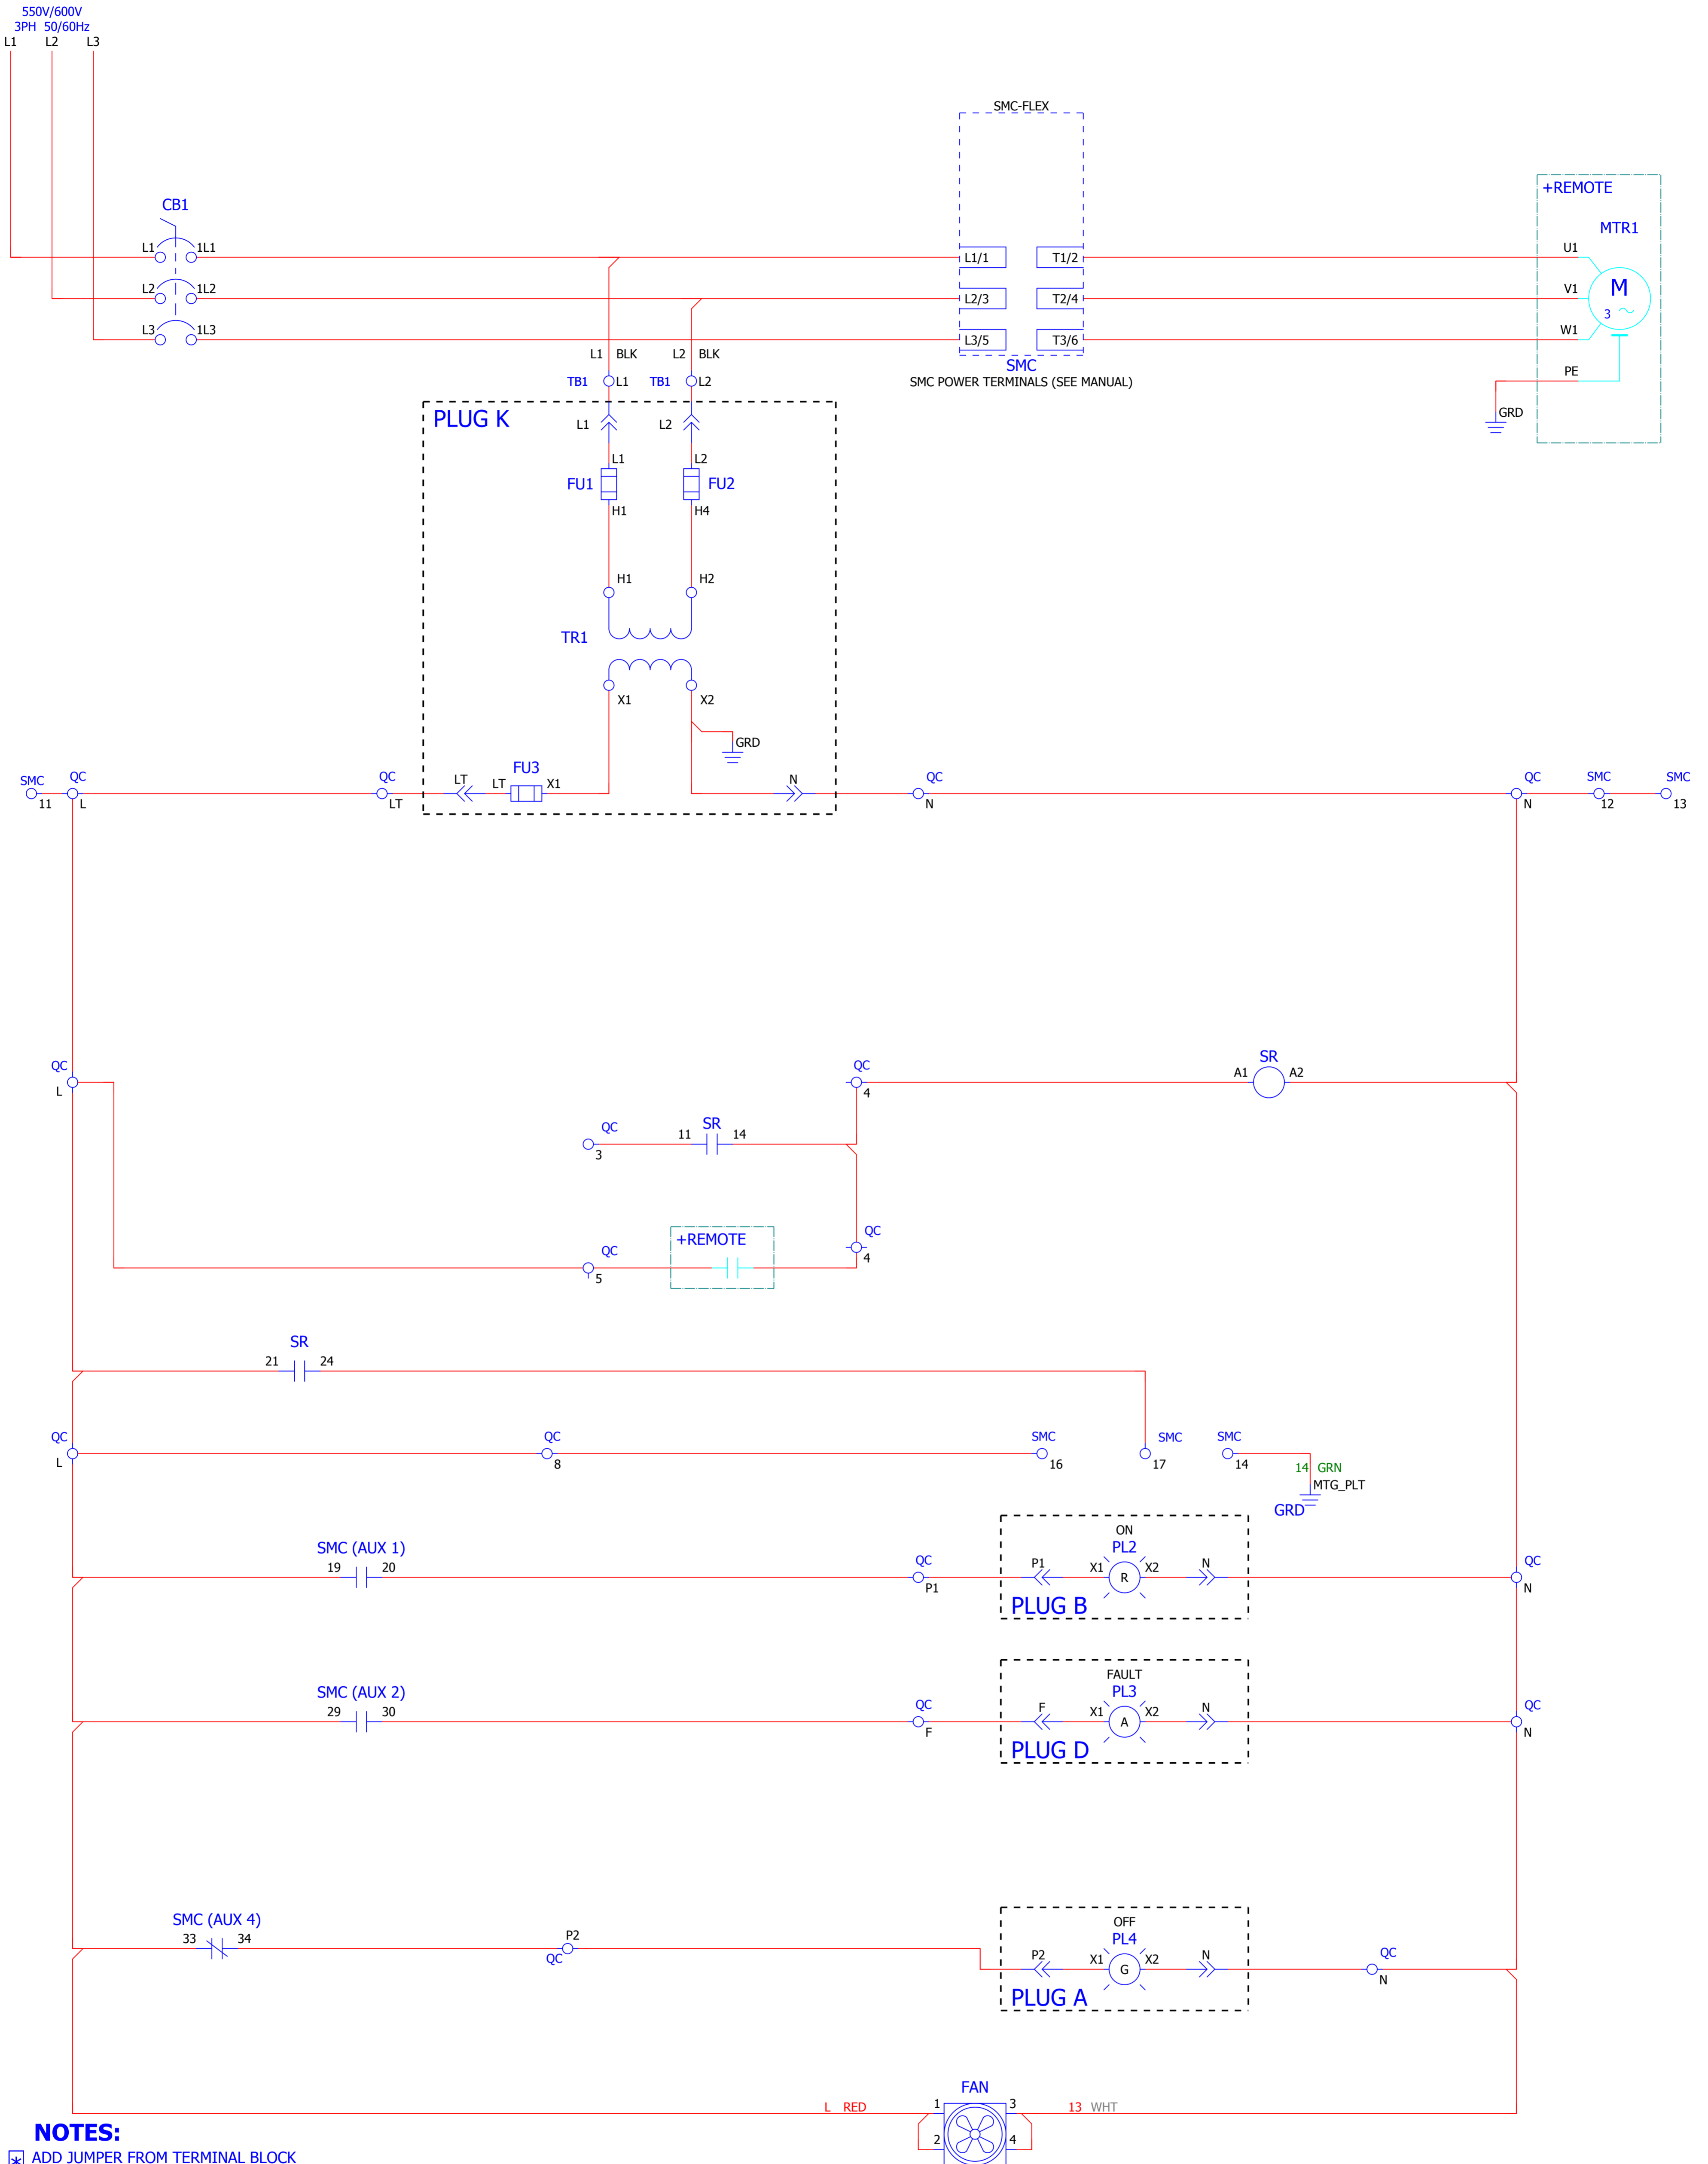 550V/600V
3PH 50/60Hz
L1 L2 L3
SMC-FLEX
+REMOTE
CB1
MTR1
L1 1L1 L1/1 T1/2 U1
L2 1L2 L2/3 T2/4 V1
M
3
L3 1L3 L3/5 T3/6 W1
L1 BLK L2 BLK
SMC
SMC POWER TERMINALS (SEE MANUAL)
PE
TB1 L1 TB1 L2
GRD
PLUG K
L1 L2
L1 L2
FU1 FU2
H1 H4
H1 H2
TR1
X1 X2
GRD
SMC QC QC LT LT FU3 X1 N QC QC SMC SMC
11 L LT N N 12 13
QC
L
QC
4
SR
A1 A2
QC
3
SR
11 14
QC
4
+REMOTE
QC
5
SR
21 24
QC QC SMC SMC SMC
L 8 16 17 14
14 GRN
MTG_PLT
GRD
ON
SMC (AUX 1)
19 20
QC
P1
P1 X1 PL2 X2 N
R
QC
N
PLUG B
FAULT
SMC (AUX 2)
29 30
QC
F
F X1 PL3 X2 N
A
QC
N
PLUG D
OFF
SMC (AUX 4)
33 34
P2
QC
P2 X1 PL4 X2 N
G
QC
N
PLUG A
FAN
L RED 1 3 13 WHT
2 4
NOTES:
* ADD JUMPER FROM TERMINAL BLOCK